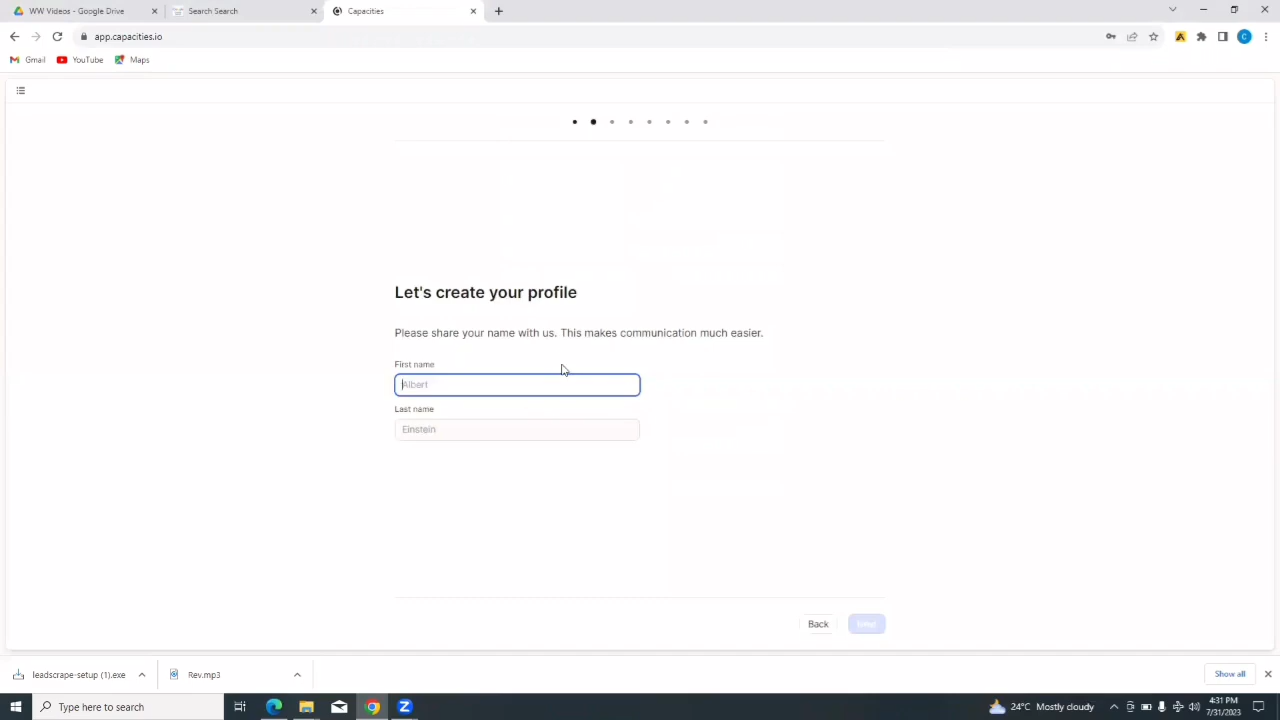 WW Videos - Google Drive
Search Search
Capacities
app.capacities.io
C
Gmail
YouTube
Maps
Let's create your profile
Please share your name with us. This makes communication much easier.
First name
Albert
Last name
Einstein
Back
Next
leadscrape-setup (1).exe
Rev.mp3
Show all
Type here to search
Z
24°C Mostly cloudy
4:31 PM
7/31/2023